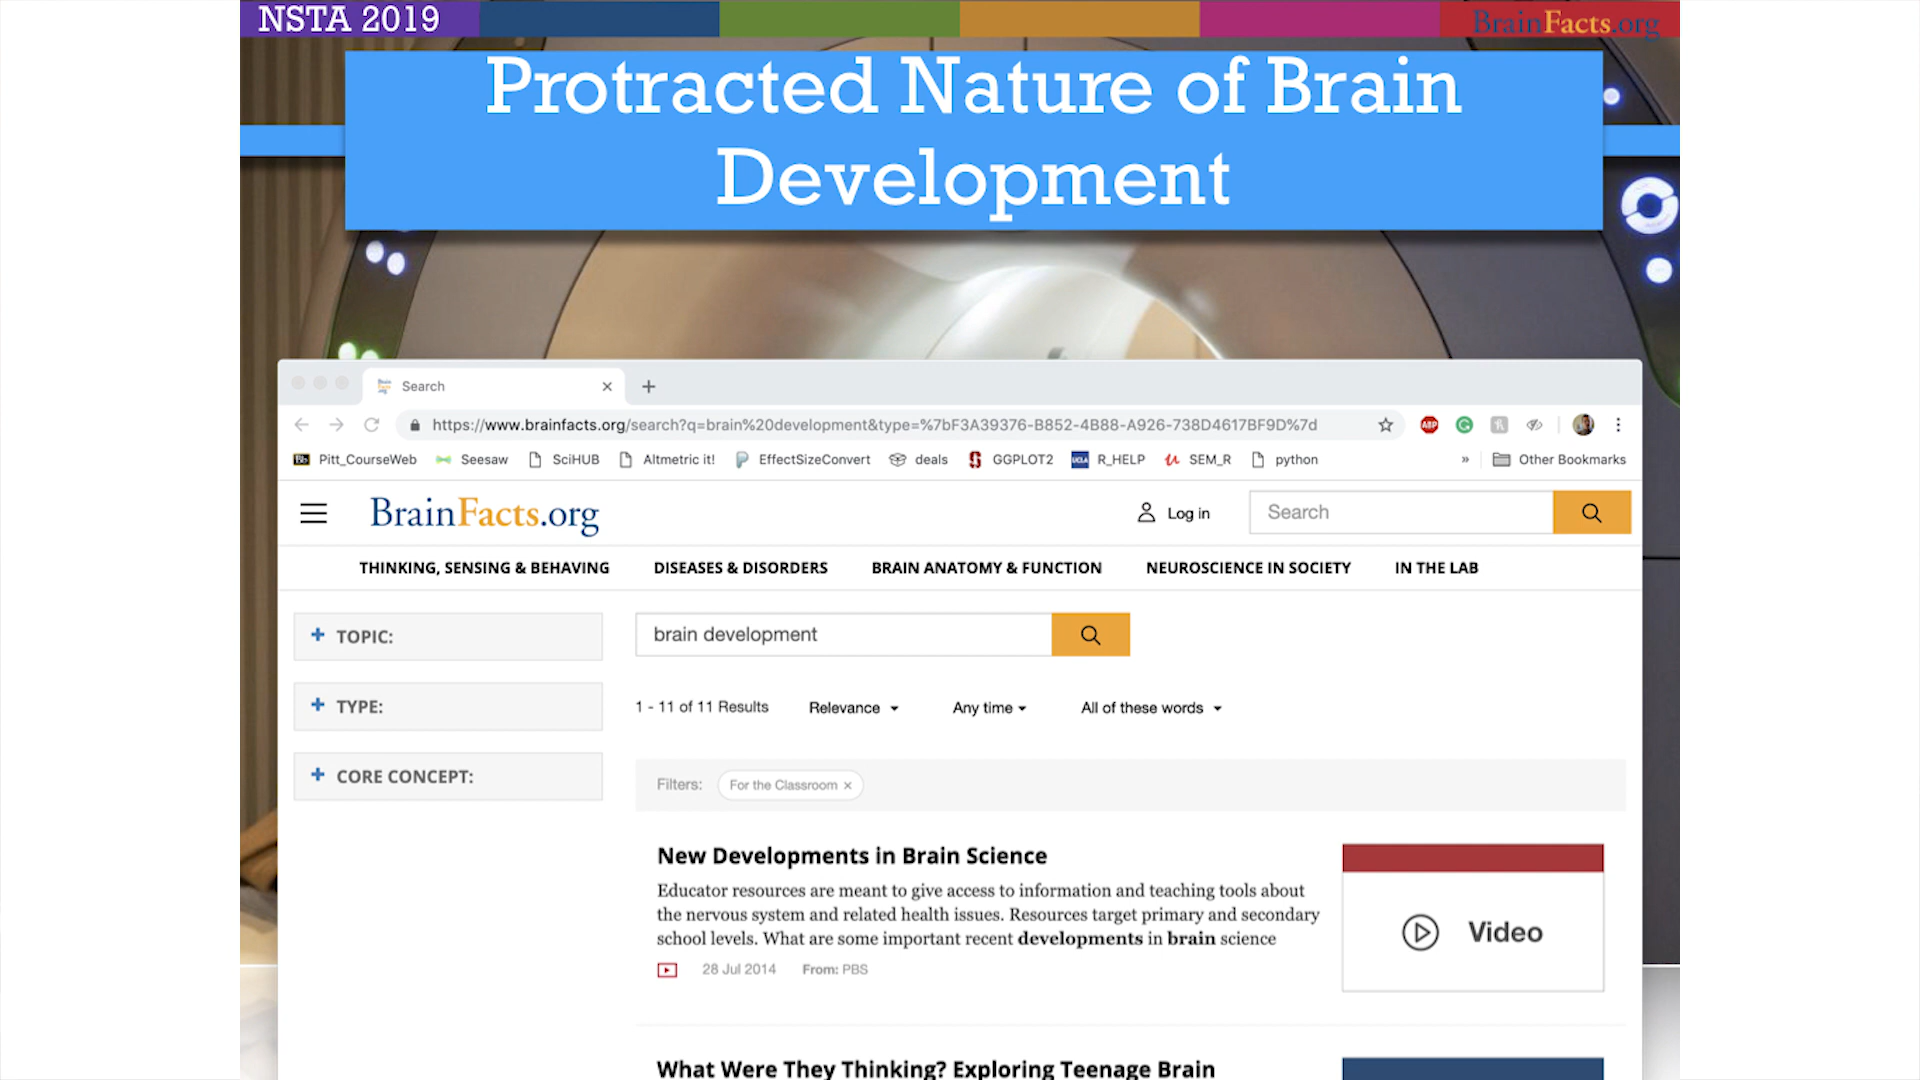 NSTA 2019
BrainFacts.org
Protracted Nature of Brain
Development
Search
https://www.brainfacts.org/search?q=brain%20development&type=%7bF3A39376-B852-4B88-A926-738D4617BF9D%7d
ABP
Bb Pitt_CourseWeb Seesaw SciHUB Altmetric it! EffectSizeConvert deals GGPLOT2 UCLA R_HELP SEM_R python » Other Bookmarks
BrainFacts.org Log in Search
THINKING, SENSING & BEHAVING DISEASES & DISORDERS BRAIN ANATOMY & FUNCTION NEUROSCIENCE IN SOCIETY IN THE LAB
+ TOPIC: brain development
+ TYPE: 1 - 11 of 11 Results Relevance Any time All of these words
+ CORE CONCEPT: Filters: For the Classroom ×
New Developments in Brain Science
Educator resources are meant to give access to information and teaching tools about
the nervous system and related health issues. Resources target primary and secondary
school levels. What are some important recent developments in brain science
Video
28 Jul 2014 From: PBS
What Were They Thinking? Exploring Teenage Brain